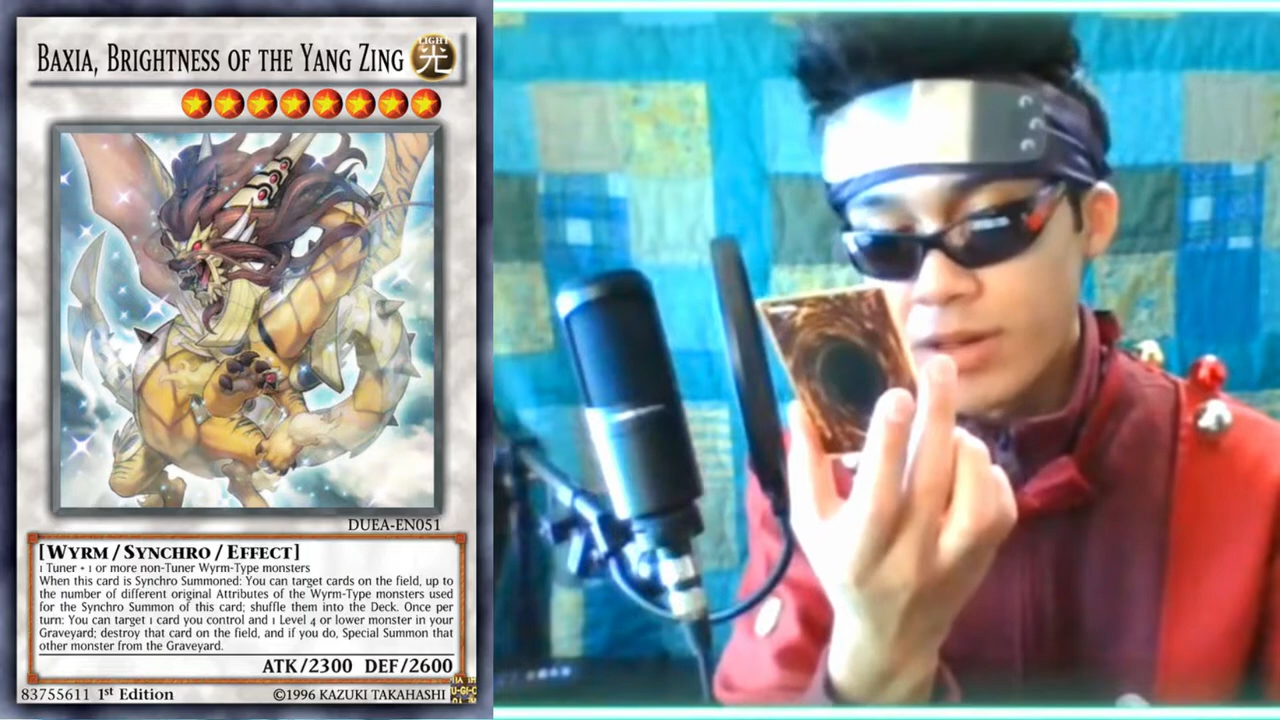 BAXIA, BRIGHTNESS OF THE YANG ZING
LIGHT
光
DUEA-EN051
[WYRM / SYNCHRO / EFFECT]
1 Tuner + 1 or more non-Tuner Wyrm-Type monsters
When this card is Synchro Summoned: You can target cards on the field, up to
the number of different original Attributes of the Wyrm-Type monsters used
for the Synchro Summon of this card; shuffle them into the Deck. Once per
turn: You can target 1 card you control and 1 Level 4 or lower monster in your
Graveyard; destroy that card on the field, and if you do, Special Summon that
other monster from the Graveyard.
ATK/2300 DEF/2600
83755611 1st Edition
©1996 KAZUKI TAKAHASHI